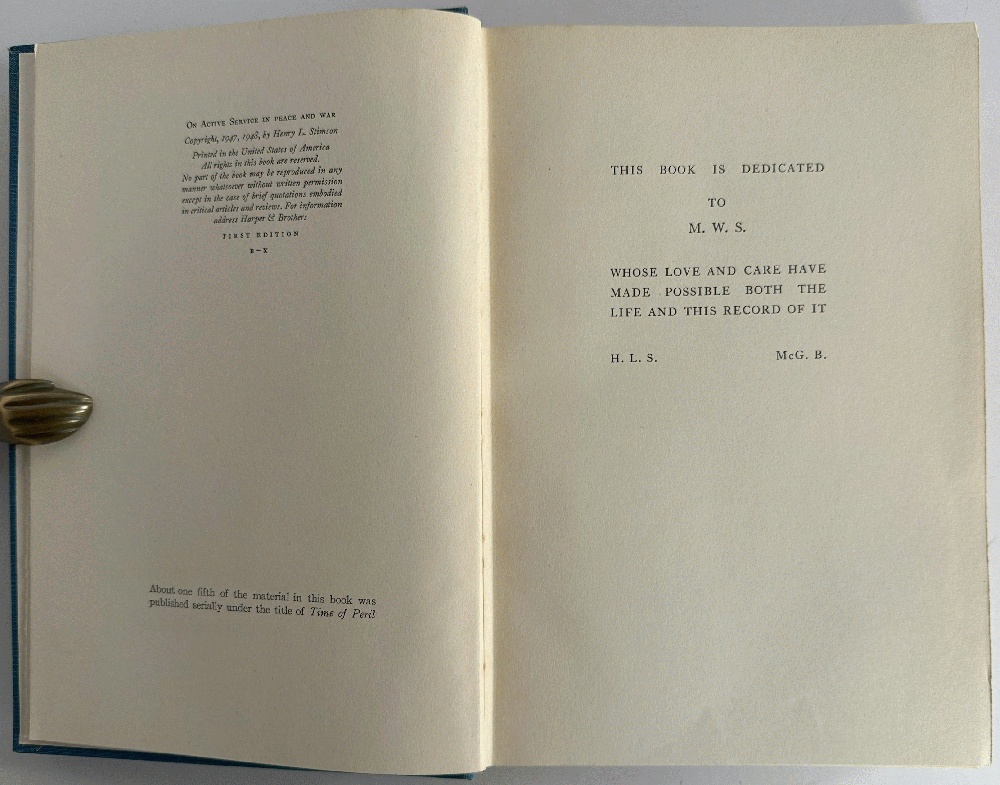 On Active Service in peace and war
Copyright, 1947, 1948, by Henry L. Stimson
Printed in the United States of America
All rights in this book are reserved.
No part of the book may be reproduced in any
manner whatsoever without written permission
except in the case of brief quotations embodied
in critical articles and reviews. For information
address Harper & Brothers
FIRST EDITION
B-X
About one fifth of the material in this book was
published serially under the title of Time of Peril
THIS BOOK IS DEDICATED
TO
M. W. S.
WHOSE LOVE AND CARE HAVE
MADE POSSIBLE BOTH THE
LIFE AND THIS RECORD OF IT
H. L. S. McG. B.